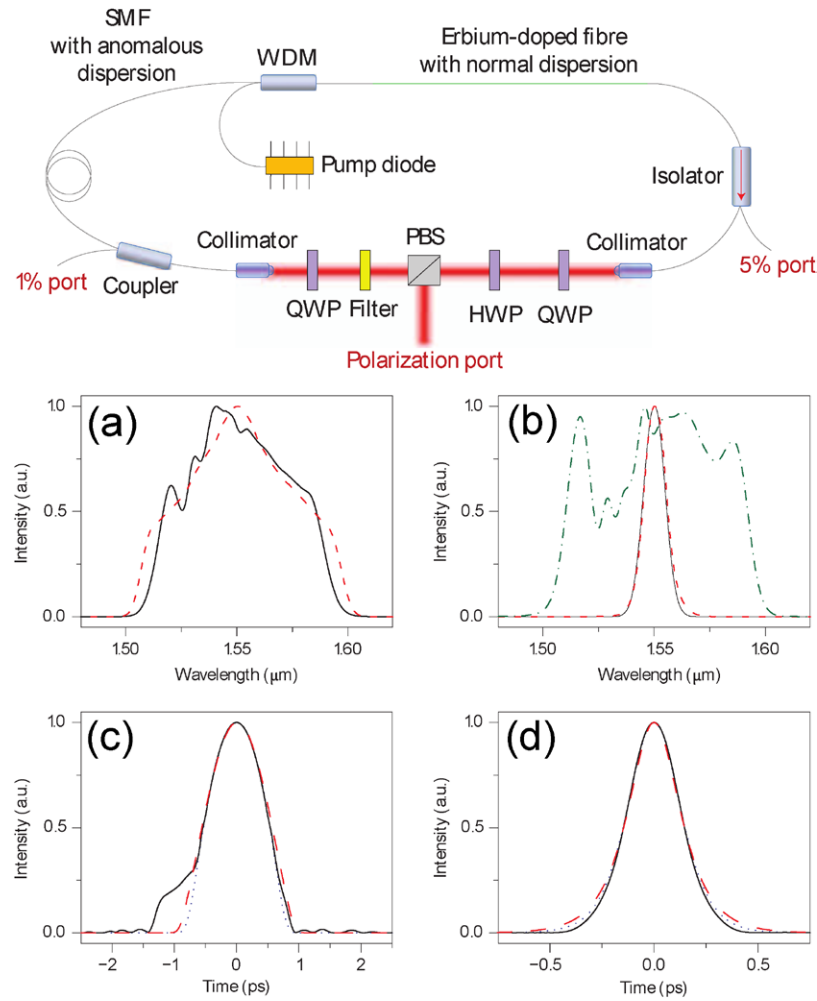 SMF
with anomalous
dispersion
WDM
Erbium-doped fibre
with normal dispersion
Pump diode
Isolator
Collimator
PBS
Collimator
1% port
Coupler
QWP
Filter
HWP
QWP
5% port
Polarization port
(a)
Intensity (a.u.)
1.0
0.5
0.0
1.50
1.55
1.60
Wavelength (μm)
(b)
Intensity (a.u.)
1.0
0.5
0.0
1.50
1.55
1.60
Wavelength (μm)
(c)
Intensity (a.u.)
1.0
0.5
0.0
−2
−1
0
1
2
Time (ps)
(d)
Intensity (a.u.)
1.0
0.5
0.0
−0.5
0.0
0.5
Time (ps)